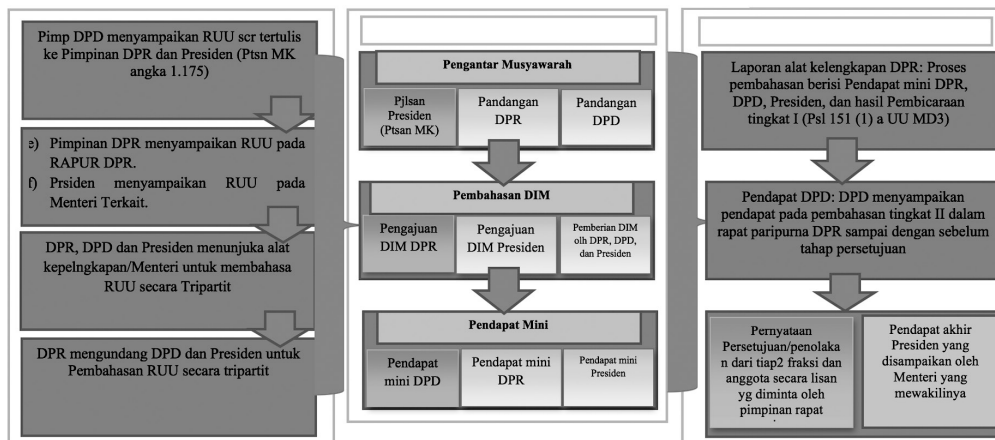 Pimp DPD menyampaikan RUU scr tertulis
ke Pimpinan DPR dan Presiden (Ptsn MK
angka 1.175)
e) Pimpinan DPR menyampaikan RUU pada
RAPUR DPR.
f) Prsiden menyampaikan RUU pada
Menteri Terkait.
DPR, DPD dan Presiden menunjuka alat
kepelngkapan/Menteri untuk membahasa
RUU secara Tripartit
DPR mengundang DPD dan Presiden untuk
Pembahasan RUU secara tripartit
Pengantar Musyawarah
Pjlsan
Presiden
(Ptsan MK)
Pandangan
DPR
Pandangan
DPD
Pembahasan DIM
Pengajuan
DIM DPR
Pengajuan
DIM Presiden
Pemberian DIM
olh DPR, DPD,
dan Presiden
Pendapat Mini
Pendapat
mini DPD
Pendapat mini
DPR
Pendapat mini
Presiden
Laporan alat kelengkapan DPR: Proses
pembahasan berisi Pendapat mini DPR,
DPD, Presiden, dan hasil Pembicaraan
tingkat I (Psl 151 (1) a UU MD3)
Pendapat DPD: DPD menyampaikan
pendapat pada pembahasan tingkat II dalam
rapat paripurna DPR sampai dengan sebelum
tahap persetujuan
Pernyataan
Persetujuan/penolaka
n dari tiap2 fraksi dan
anggota secara lisan
yg diminta oleh
pimpinan rapat
.
Pendapat akhir
Presiden yang
disampaikan oleh
Menteri yang
mewakilinya